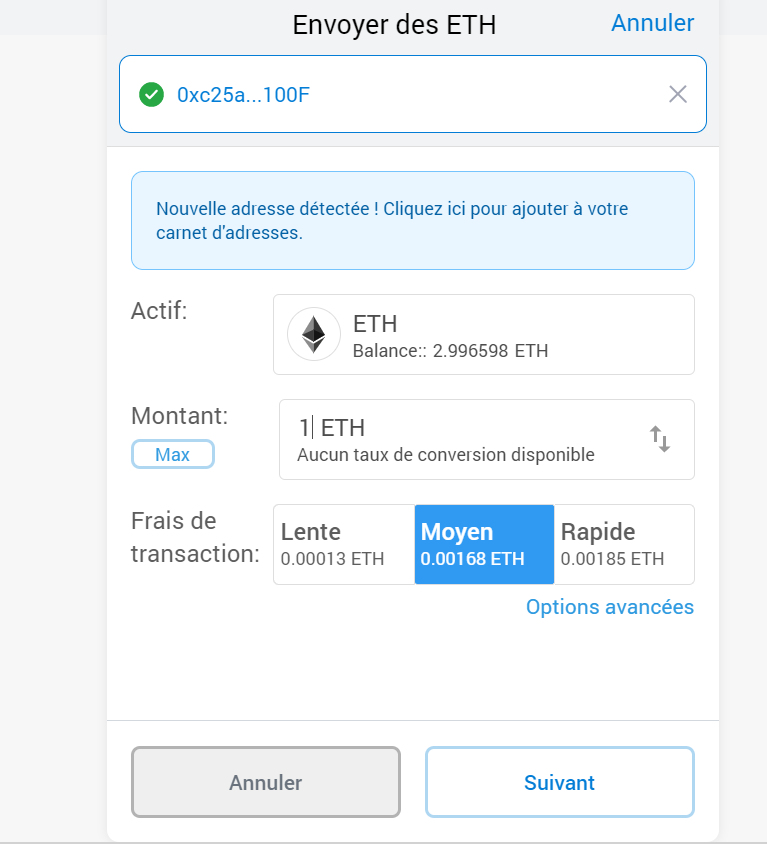 Envoyer des ETH
Annuler
0xc25a...100F
Nouvelle adresse détectée ! Cliquez ici pour ajouter à votre
carnet d'adresses.
Actif:
ETH
Balance:: 2.996598 ETH
Montant:
Max
1 ETH
Aucun taux de conversion disponible
Frais de
transaction:
Lente
0.00013 ETH
Moyen
0.00168 ETH
Rapide
0.00185 ETH
Options avancées
Annuler
Suivant